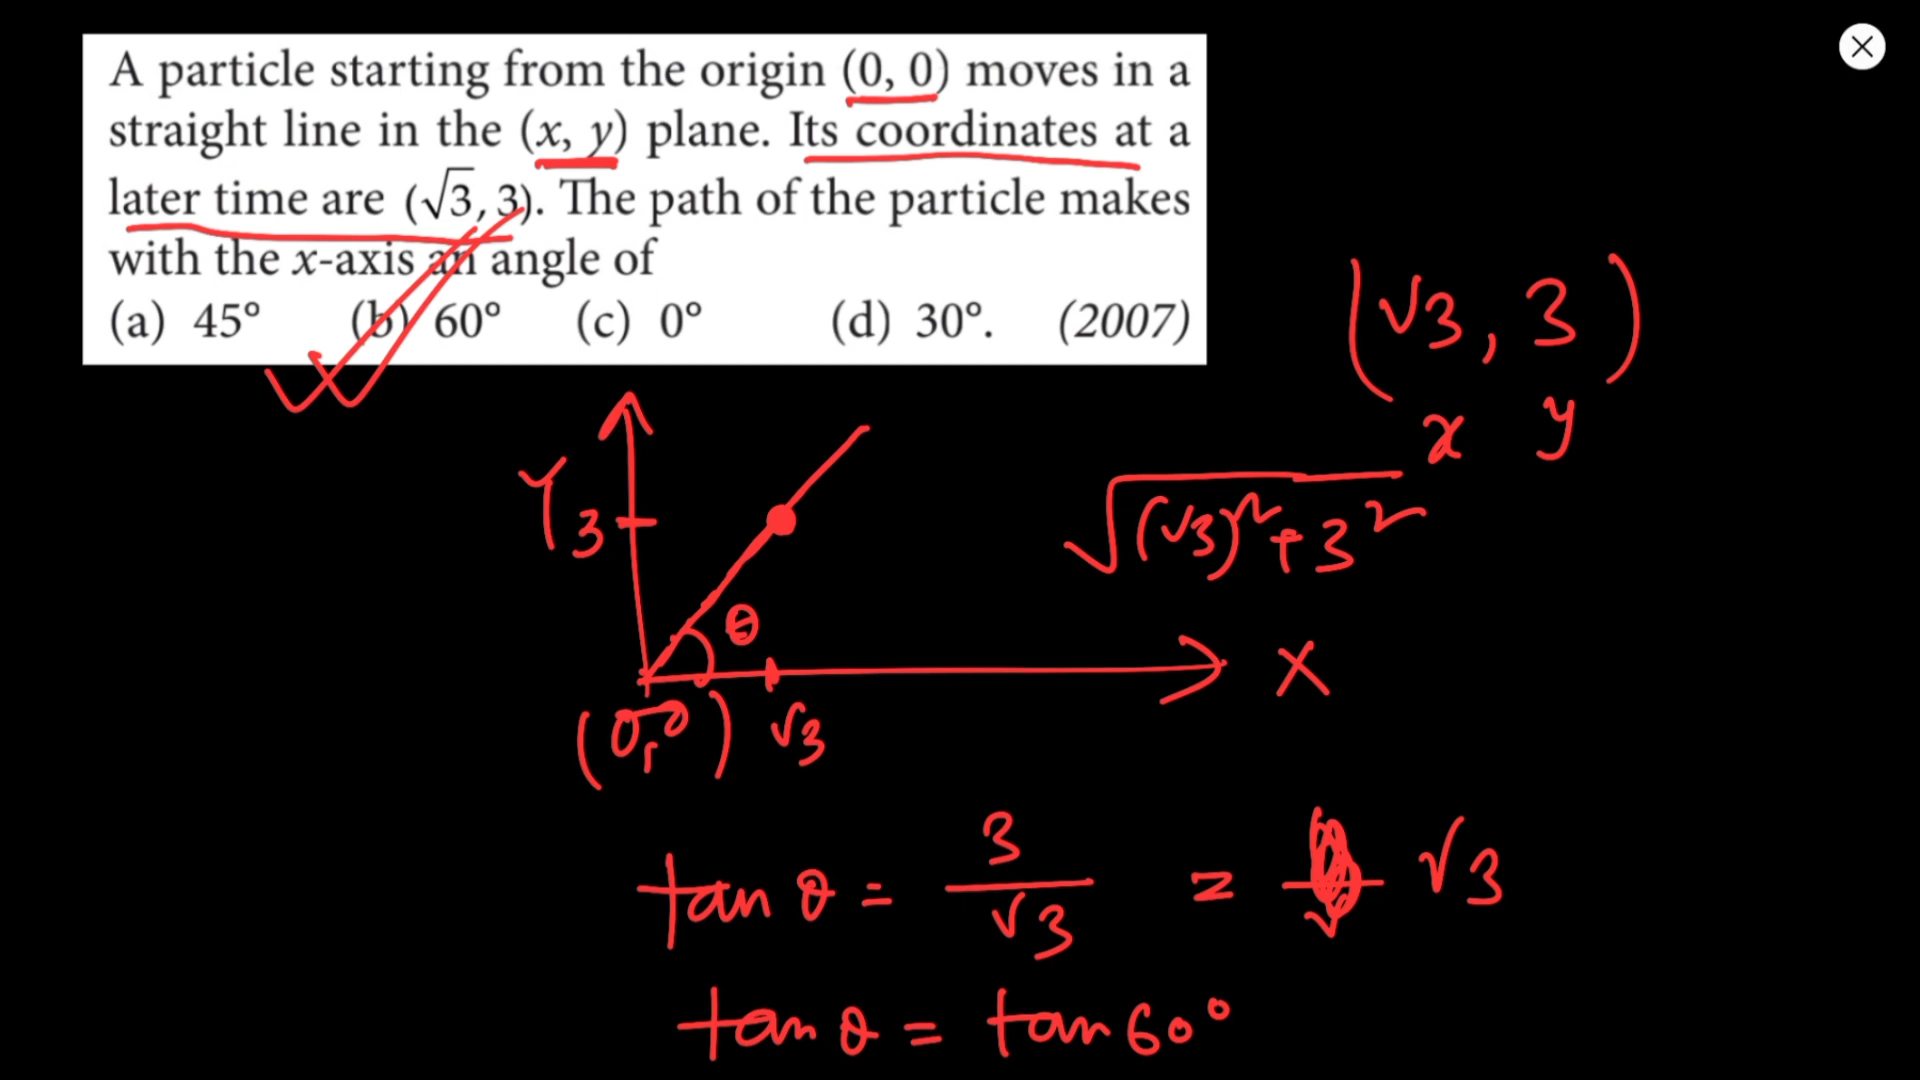 A particle starting from the origin (0, 0) moves in a
straight line in the (x, y) plane. Its coordinates at a
later time are (√3, 3). The path of the particle makes
with the x-axis an angle of
(a) 45° (b) 60° (c) 0° (d) 30°. (2007)
(√3, 3)
x y
Y
3
√(√3)²+3²
θ
X
(0,0) √3
tan θ = 3/√3 = √3
tan θ = tan 60°